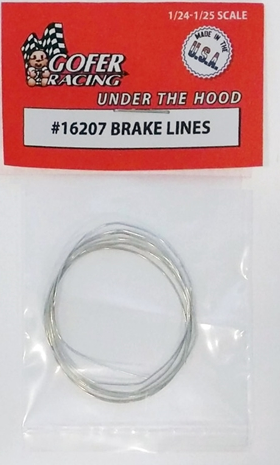 1/24-1/25 SCALE
GOFER
RACING
MADE IN THE
U.S.A.
UNDER THE HOOD
#16207 BRAKE LINES